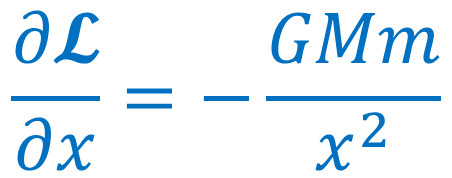 ∂ℒ/∂x = − GMm/x²